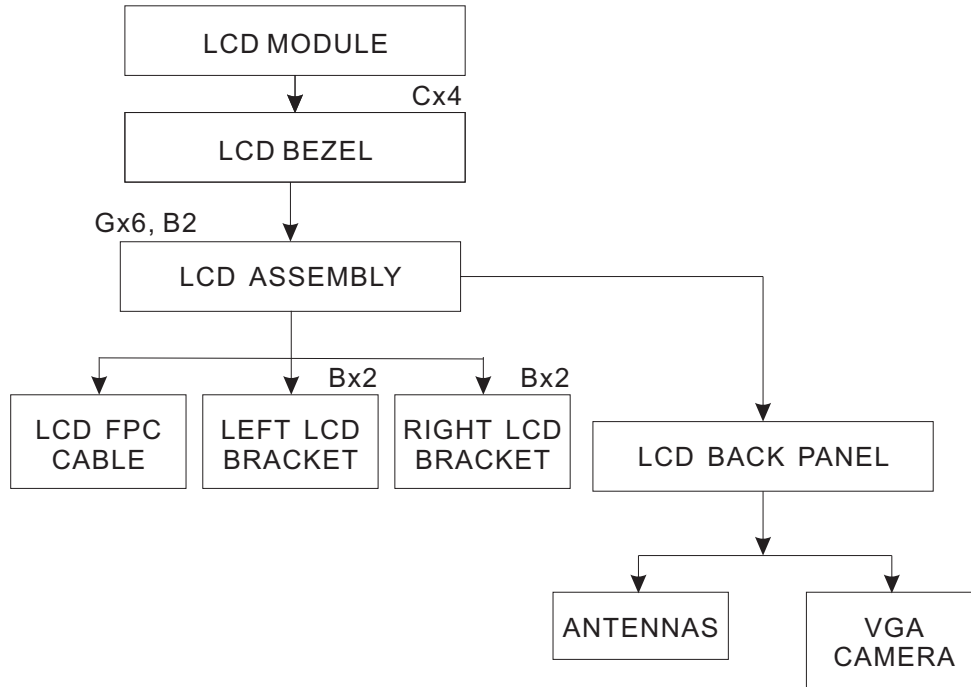 LCD MODULE
Cx4
LCD BEZEL
Gx6, B2
LCD ASSEMBLY
Bx2
Bx2
LCD FPC
CABLE
LEFT LCD
BRACKET
RIGHT LCD
BRACKET
LCD BACK PANEL
ANTENNAS
VGA
CAMERA